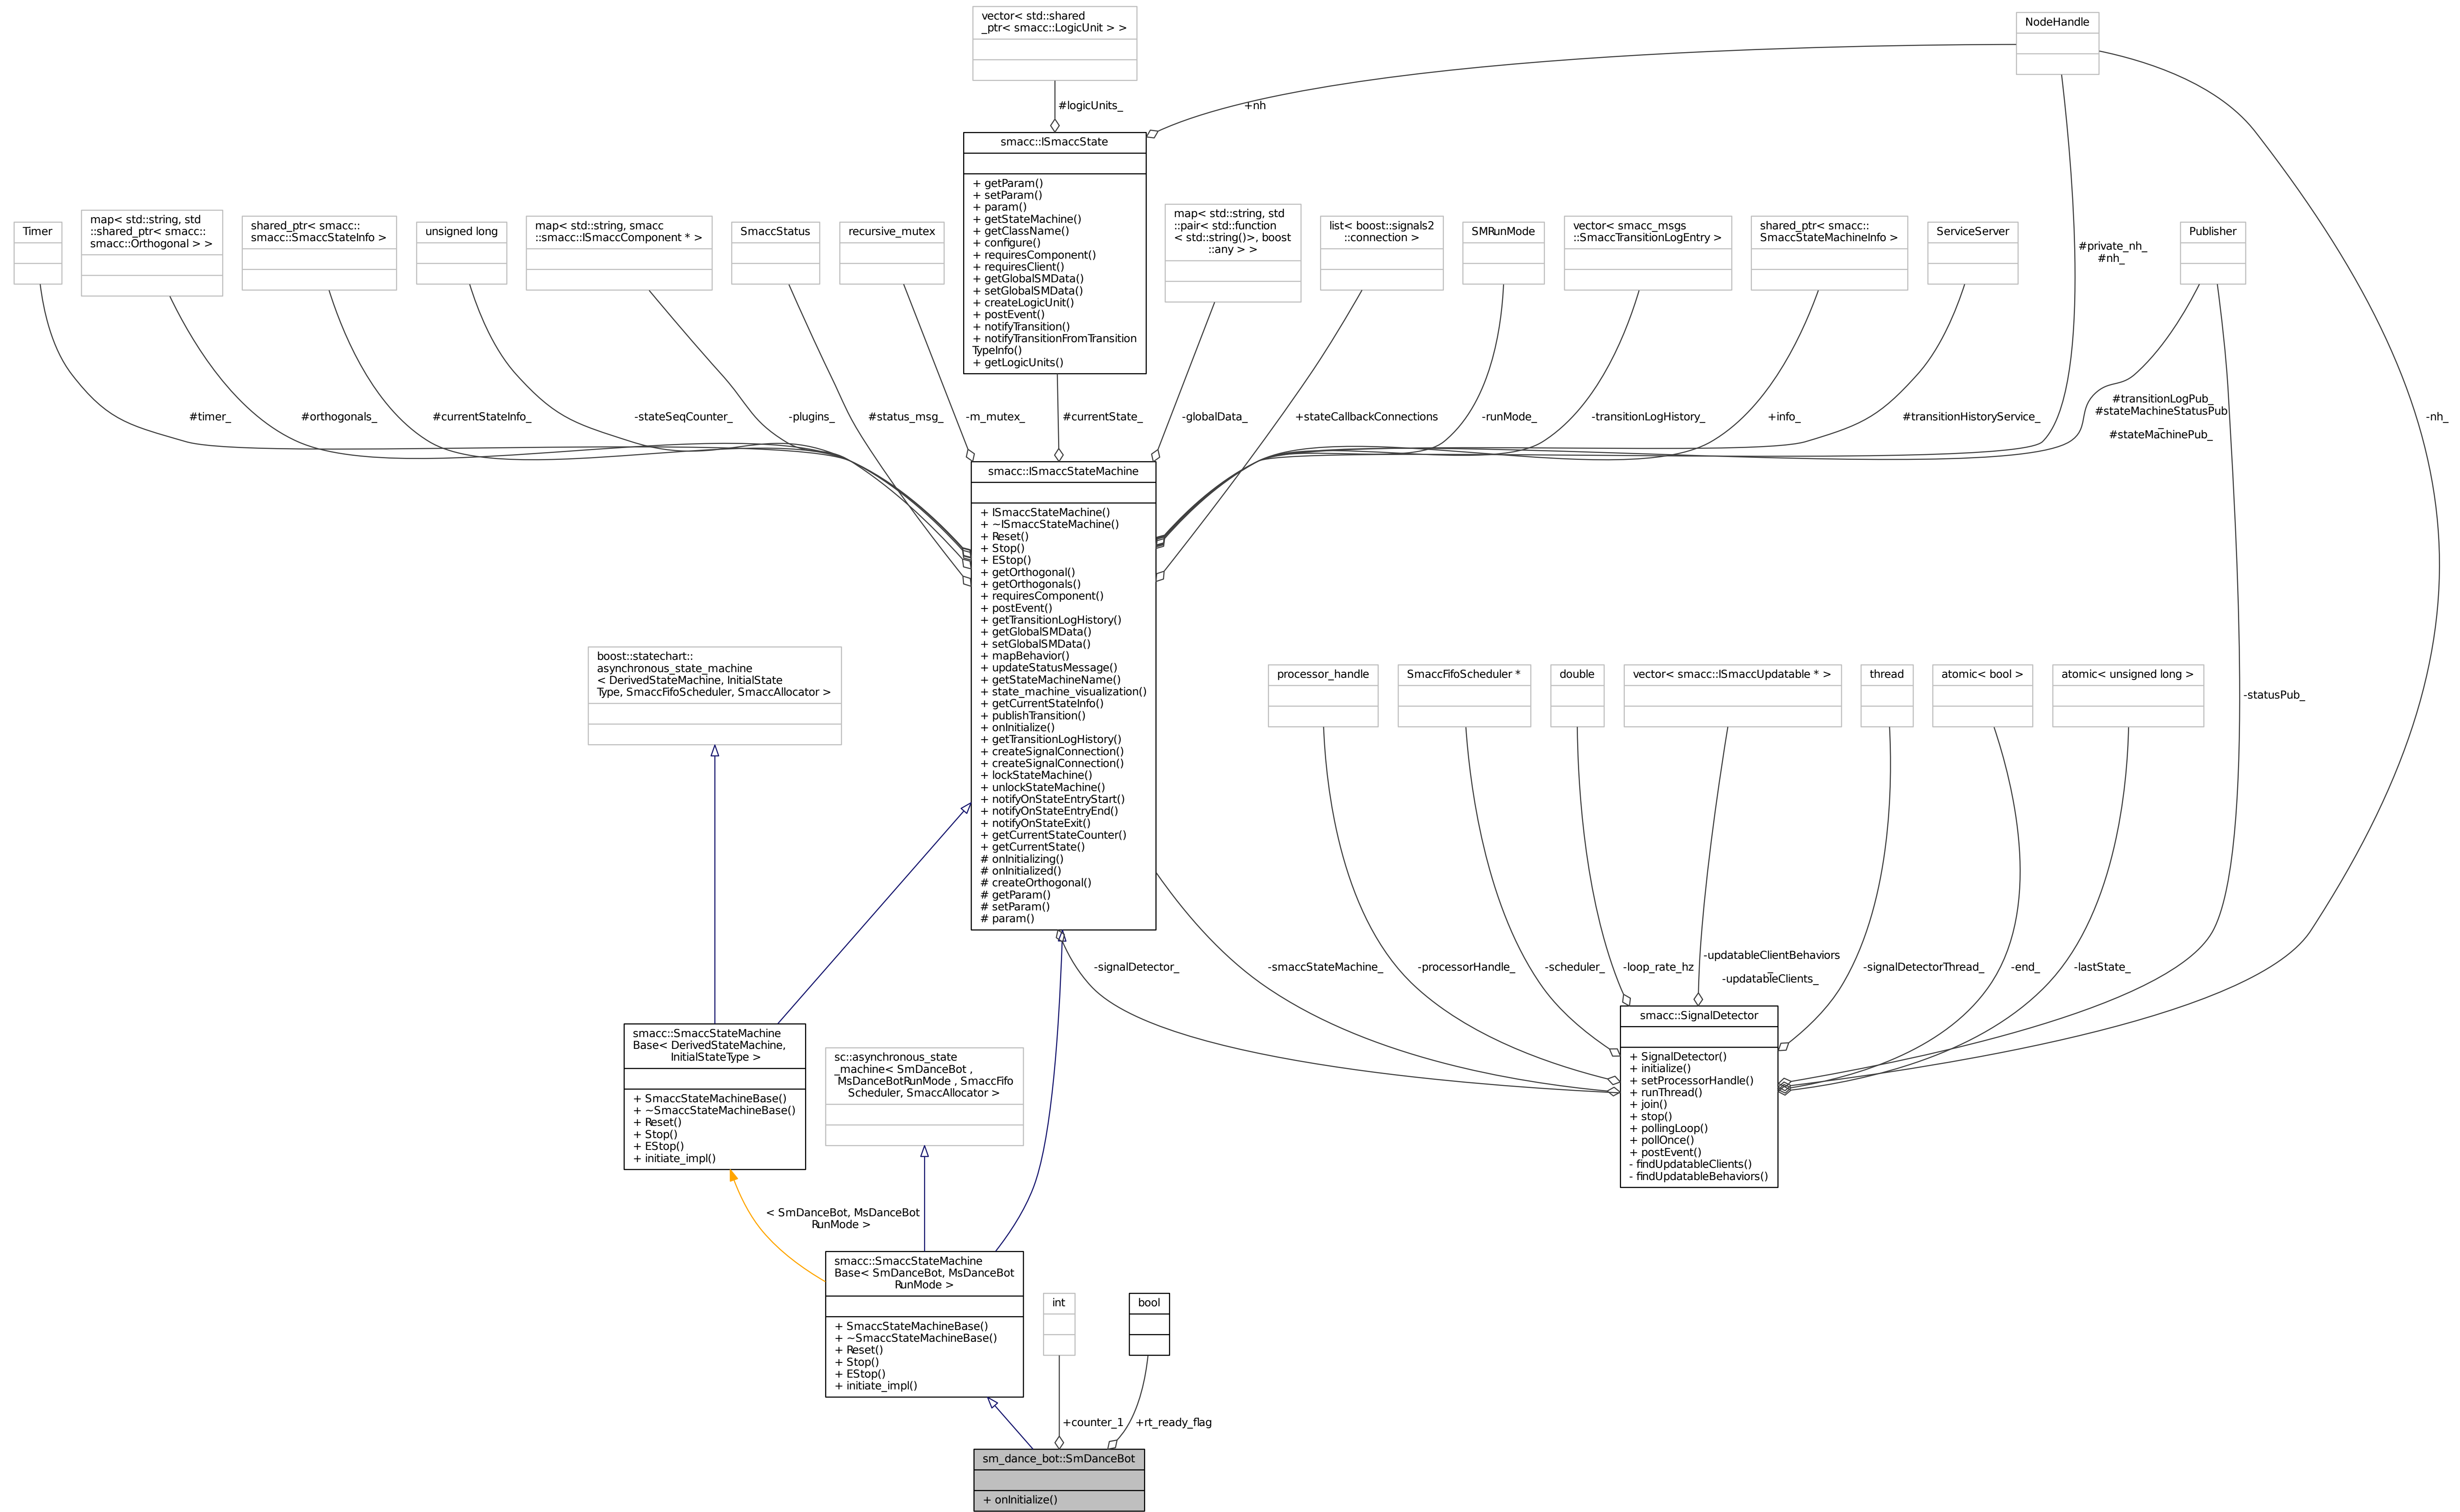 vector< std::shared
_ptr< smacc::LogicUnit > >
NodeHandle
#logicUnits_
+nh
smacc::ISmaccState
+ getParam()
+ setParam()
+ param()
+ getStateMachine()
+ getClassName()
+ configure()
+ requiresComponent()
+ requiresClient()
+ getGlobalSMData()
+ setGlobalSMData()
+ createLogicUnit()
+ postEvent()
+ notifyTransition()
+ notifyTransitionFromTransition
TypeInfo()
+ getLogicUnits()
Timer
map< std::string, std
::shared_ptr< smacc::
smacc::Orthogonal > >
shared_ptr< smacc::
smacc::SmaccStateInfo >
unsigned long
map< std::string, smacc
::smacc::ISmaccComponent * >
SmaccStatus
recursive_mutex
map< std::string, std
::pair< std::function
< std::string()>, boost
::any > >
list< boost::signals2
::connection >
SMRunMode
vector< smacc_msgs
::SmaccTransitionLogEntry >
shared_ptr< smacc::
SmaccStateMachineInfo >
ServiceServer
Publisher
#private_nh_
#nh_
#timer_
#orthogonals_
#currentStateInfo_
-stateSeqCounter_
-plugins_
#status_msg_
-m_mutex_
#currentState_
-globalData_
+stateCallbackConnections
-runMode_
-transitionLogHistory_
+info_
#transitionHistoryService_
#transitionLogPub_
#stateMachineStatusPub
_
#stateMachinePub_
-nh_
smacc::ISmaccStateMachine
+ ISmaccStateMachine()
+ ~ISmaccStateMachine()
+ Reset()
+ Stop()
+ EStop()
+ getOrthogonal()
+ getOrthogonals()
+ requiresComponent()
+ postEvent()
+ getTransitionLogHistory()
+ getGlobalSMData()
+ setGlobalSMData()
+ mapBehavior()
+ updateStatusMessage()
+ getStateMachineName()
+ state_machine_visualization()
+ getCurrentStateInfo()
+ publishTransition()
+ onInitialize()
+ getTransitionLogHistory()
+ createSignalConnection()
+ createSignalConnection()
+ lockStateMachine()
+ unlockStateMachine()
+ notifyOnStateEntryStart()
+ notifyOnStateEntryEnd()
+ notifyOnStateExit()
+ getCurrentStateCounter()
+ getCurrentState()
# onInitializing()
# onInitialized()
# createOrthogonal()
# getParam()
# setParam()
# param()
boost::statechart::
asynchronous_state_machine
< DerivedStateMachine, InitialState
Type, SmaccFifoScheduler, SmaccAllocator >
processor_handle
SmaccFifoScheduler *
double
vector< smacc::ISmaccUpdatable * >
thread
atomic< bool >
atomic< unsigned long >
-statusPub_
-signalDetector_
-smaccStateMachine_
-processorHandle_
-scheduler_
-loop_rate_hz
-updatableClientBehaviors
_
-updatableClients_
-signalDetectorThread_
-end_
-lastState_
smacc::SignalDetector
+ SignalDetector()
+ initialize()
+ setProcessorHandle()
+ runThread()
+ join()
+ stop()
+ pollingLoop()
+ pollOnce()
+ postEvent()
- findUpdatableClients()
- findUpdatableBehaviors()
smacc::SmaccStateMachine
Base< DerivedStateMachine,
InitialStateType >
+ SmaccStateMachineBase()
+ ~SmaccStateMachineBase()
+ Reset()
+ Stop()
+ EStop()
+ initiate_impl()
sc::asynchronous_state
_machine< SmDanceBot ,
MsDanceBotRunMode , SmaccFifo
Scheduler, SmaccAllocator >
< SmDanceBot, MsDanceBot
RunMode >
smacc::SmaccStateMachine
Base< SmDanceBot, MsDanceBot
RunMode >
+ SmaccStateMachineBase()
+ ~SmaccStateMachineBase()
+ Reset()
+ Stop()
+ EStop()
+ initiate_impl()
int
bool
+counter_1
+rt_ready_flag
sm_dance_bot::SmDanceBot
+ onInitialize()